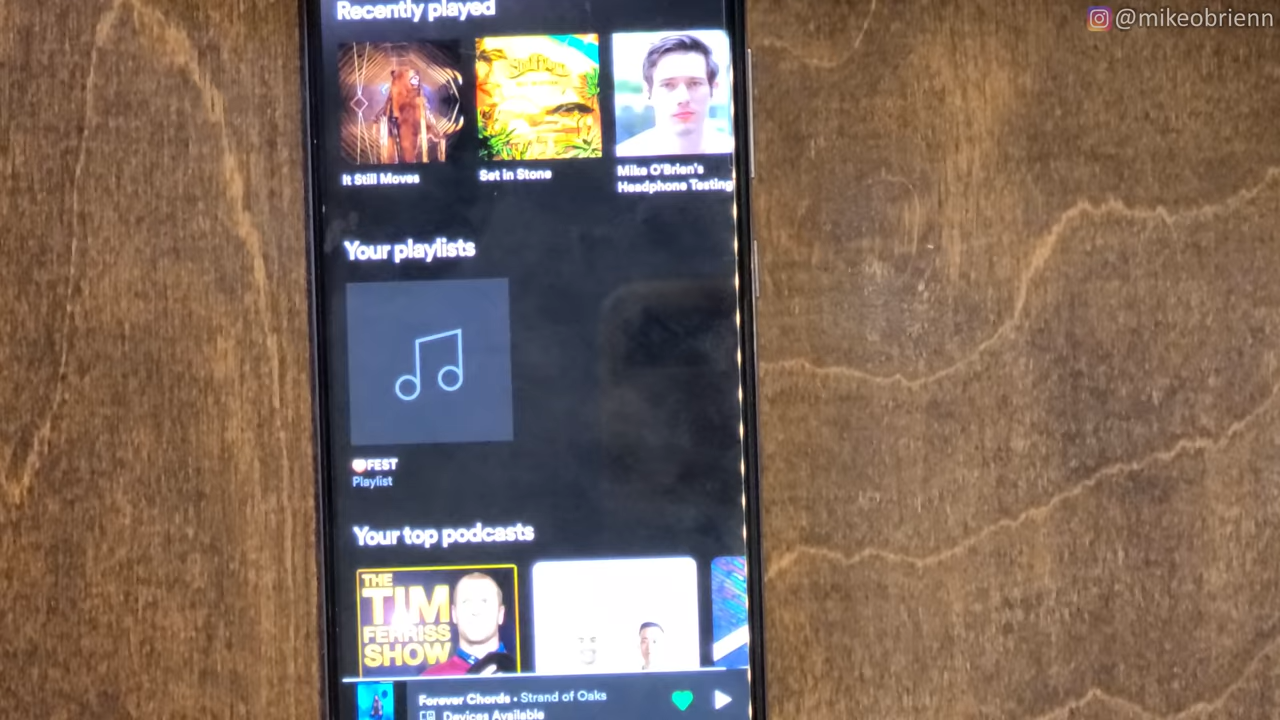 @mikeobrienn
Recently played
It Still Moves
Set in Stone
Mike O'Brien's
Headphone Testing
Your playlists
FEST
Playlist
Your top podcasts
THE
TIM
FERRISS
SHOW
Forever Chords • Strand of Oaks
Devices Available